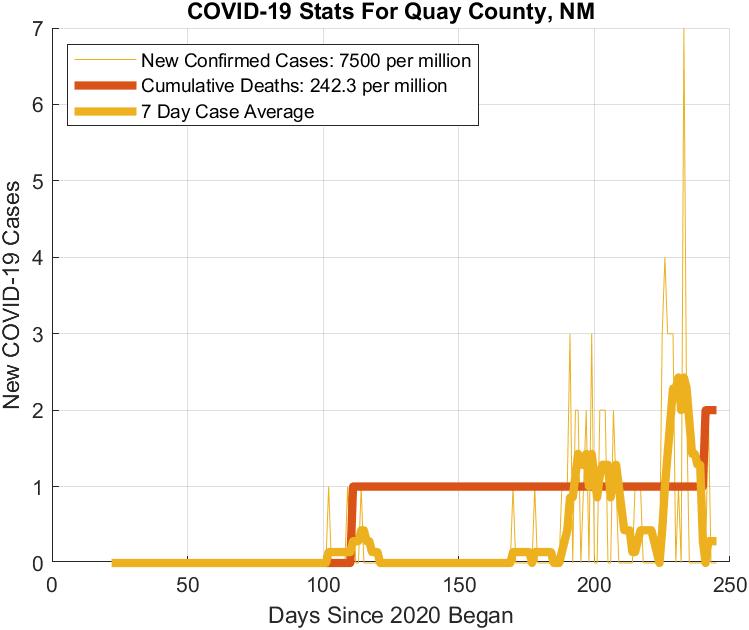 COVID-19 Stats For Quay County, NM
7
New Confirmed Cases: 7500 per million
Cumulative Deaths: 242.3 per million
7 Day Case Average
6
5
4
3
2
1
0
New COVID-19 Cases
0 50 100 150 200 250
Days Since 2020 Began